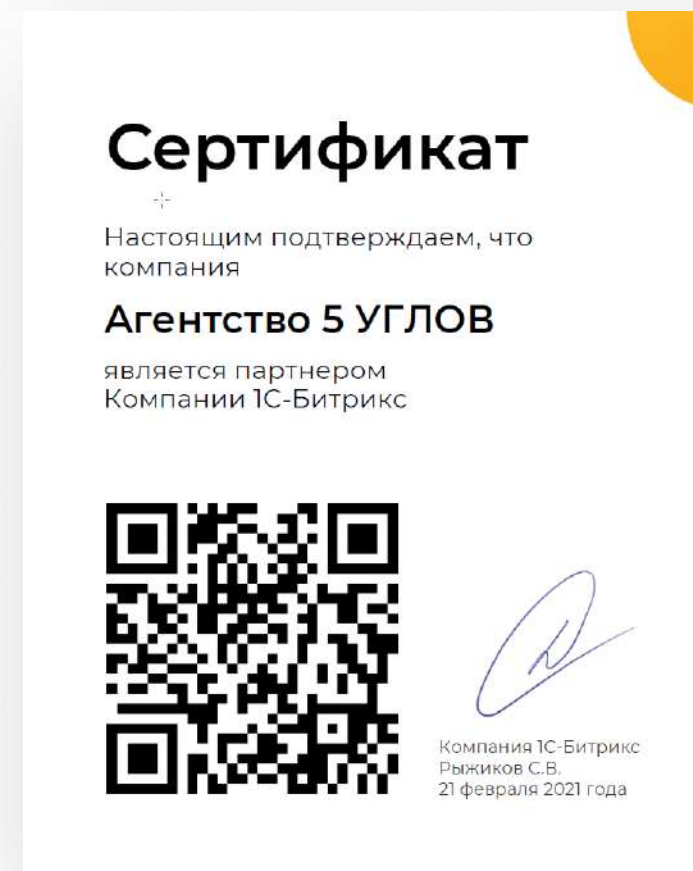 Сертификат
Настоящим подтверждаем, что
компания
Агентство 5 УГЛОВ
является партнером
Компании 1С-Битрикс
Компания 1С-Битрикс
Рыжиков С.В.
21 февраля 2021 года